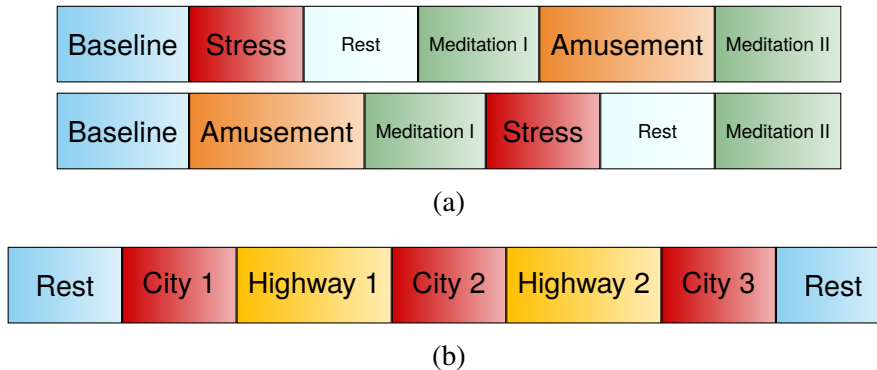 Baseline Stress Rest Meditation I Amusement Meditation II
Baseline Amusement Meditation I Stress Rest Meditation II
(a)
Rest City 1 Highway 1 City 2 Highway 2 City 3 Rest
(b)